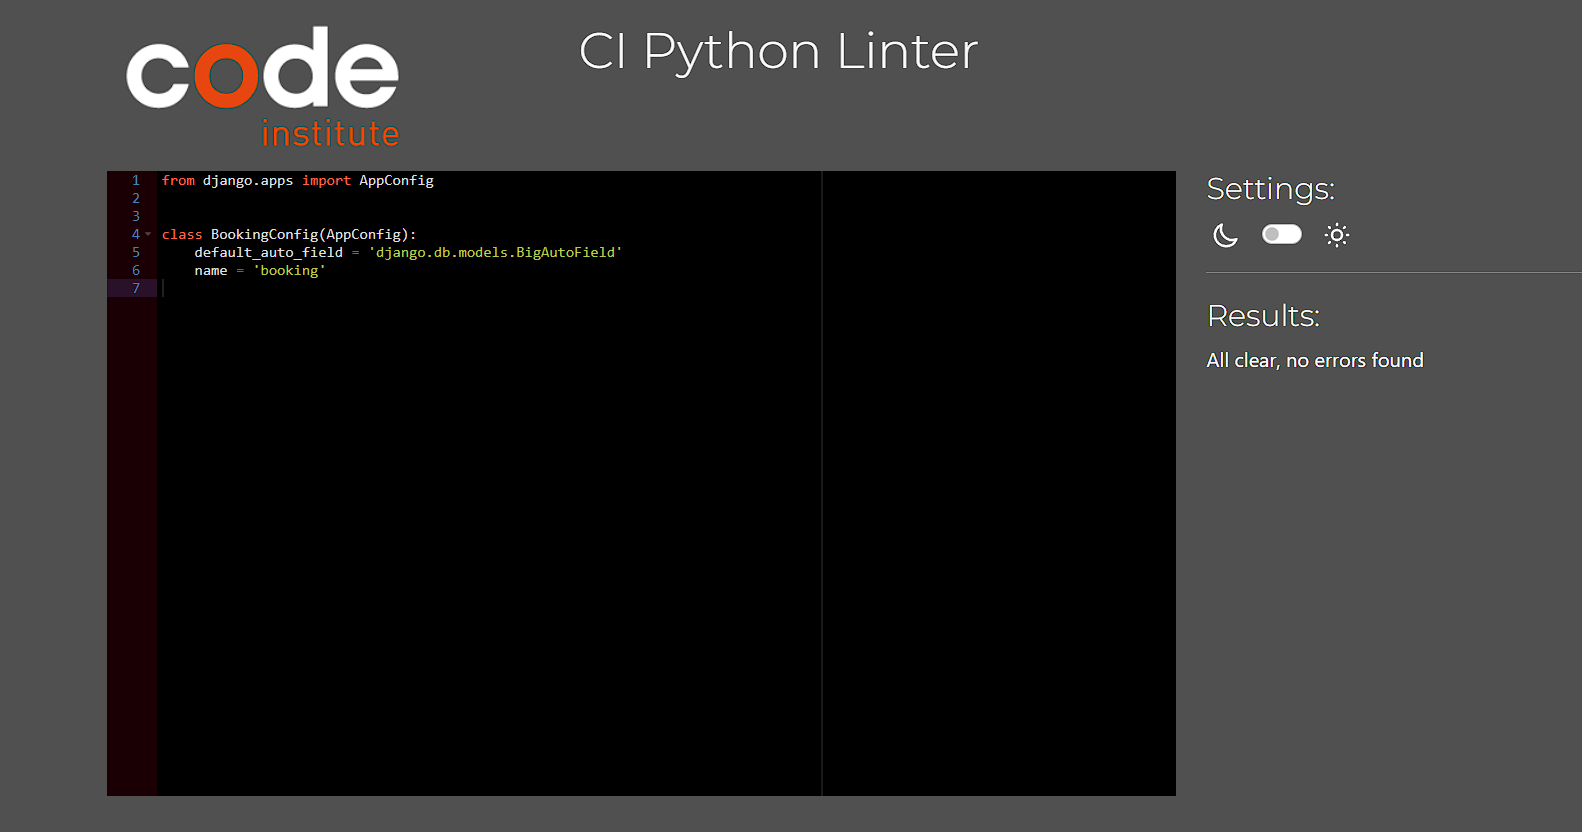 code
institute
CI Python Linter
1 from django.apps import AppConfig
2
3
4 class BookingConfig(AppConfig):
5     default_auto_field = 'django.db.models.BigAutoField'
6     name = 'booking'
7
Settings:
Results:
All clear, no errors found